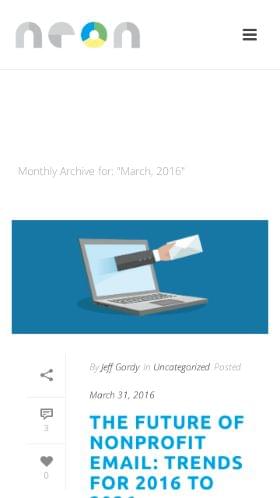 neon
Monthly Archive for: "March, 2016"
By Jeff Gordy in Uncategorized Posted
March 31, 2016
3
0
THE FUTURE OF
NONPROFIT
EMAIL: TRENDS
FOR 2016 TO